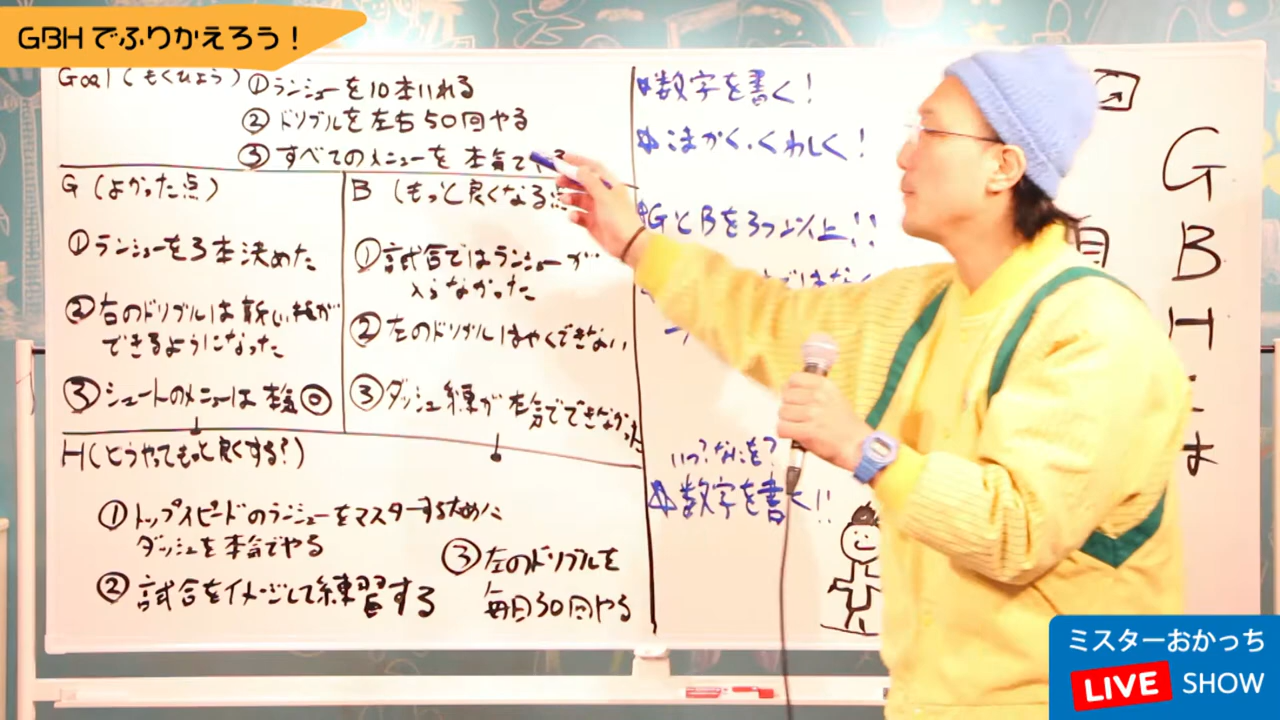 GBHでふりかえろう!
Goal(もくひょう)①ランシューを10本いれる
②ドリブルを左右50回やる
③すべてのメニューを本気でやる
G(よかった点)
①ランシューを3本決めた
②右のドリブルは新しい技が
できるようになった
③シュートのメニューは本気◎
B(もっと良くなる点
①試合ではランシューが
入らなかった
②左のドリブルはやくできない
③ダッシュ練が本気でできなかった
H(どうやってもっと良くする?)
①トップスピードのランシューをマスターするために
ダッシュを本気でやる
②試合をイメージして練習する
③左のドリブルを
毎日30回やる
数字を書く!
☆こまかく、くわしく!
GとBを3つ以上!!
ではなく
いつ?なにを?
☆数字を書く!!
GBH
とは
ミスターおかっち
LIVE SHOW